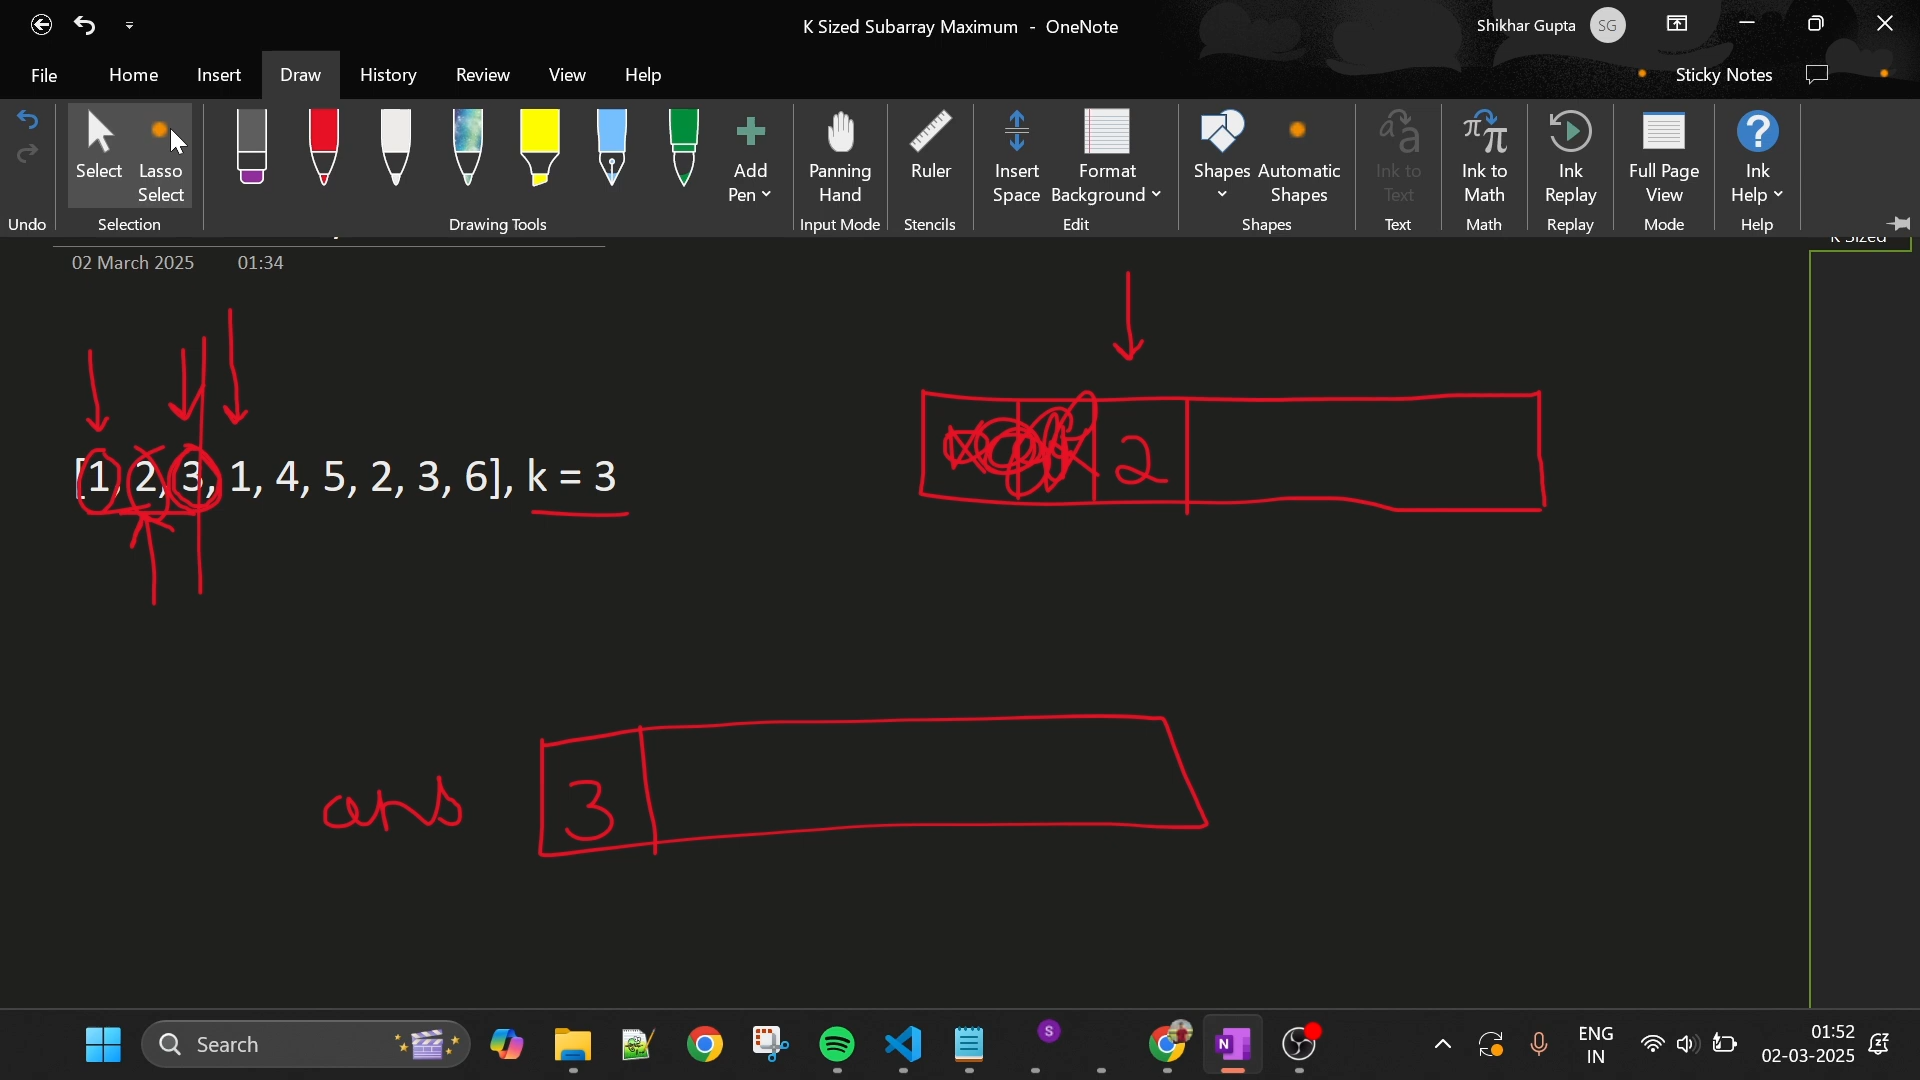 K Sized Subarray Maximum - OneNote
Shikhar Gupta SG
File Home Insert Draw History Review View Help
Sticky Notes
Select
Lasso Select
Add Pen
Panning Hand
Ruler
Insert Space
Format Background
Shapes
Automatic Shapes
Ink to Text
Ink to Math
Ink Replay
Full Page View
Ink Help
Undo Selection Drawing Tools Input Mode Stencils Edit Shapes Text Math Replay Mode Help
K Sized
02 March 2025 01:34
[1, 2, 3, 1, 4, 5, 2, 3, 6], k = 3
2
ans 3
Search
ENG
IN
01:52
02-03-2025